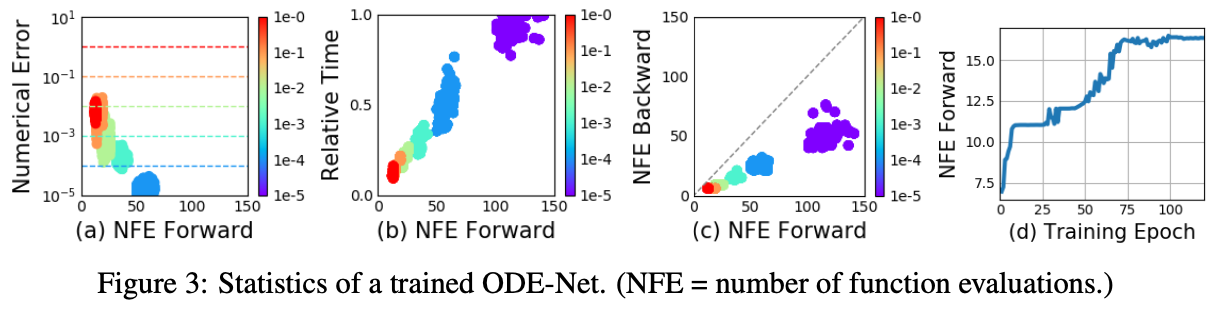 Numerical Error
10^1
10^-1
10^-3
10^-5
0 50 100 150
(a) NFE Forward
1e-0
1e-1
1e-2
1e-3
1e-4
1e-5
Relative Time
1.0
0.5
0.0
0 50 100 150
(b) NFE Forward
1e-0
1e-1
1e-2
1e-3
1e-4
1e-5
NFE Backward
150
100
50
0
0 50 100 150
(c) NFE Forward
1e-0
1e-1
1e-2
1e-3
1e-4
1e-5
NFE Forward
15.0
12.5
10.0
7.5
0 25 50 75 100
(d) Training Epoch
Figure 3: Statistics of a trained ODE-Net. (NFE = number of function evaluations.)